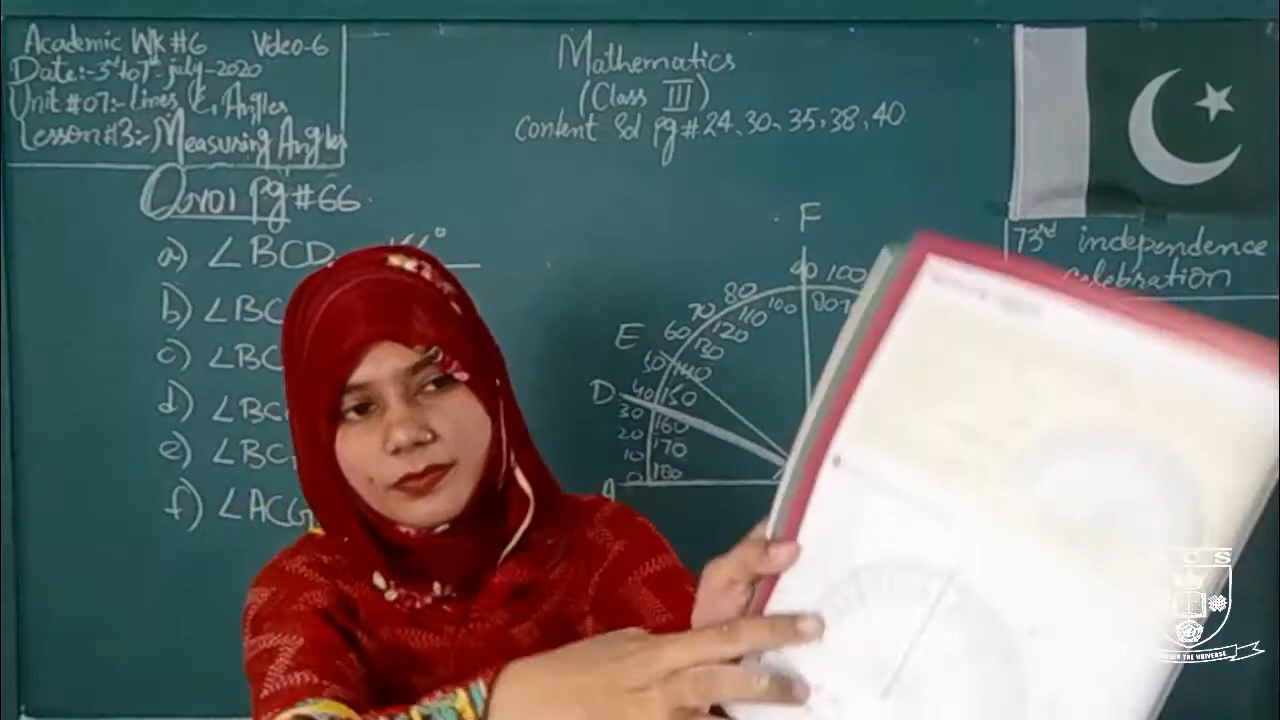 Academic WK #6 Video-6
Date:-3rd to 7th-july-2020
Unit #07:- Lines & Angles
Lesson #3:- Measuring Angles
Mathematics
(Class III)
Content Sd pg #24, 30, 35, 38, 40.
pg #66
a) ∠BCD
b) ∠BC
c) ∠BC
d) ∠BC
e) ∠BC
f) ∠ACG
F
90 100
80
70
60
50
40
30
20
10
0
80
100
110
120
130
140
150
160
170
180
E
D
A
73rd independence
celebration
C S